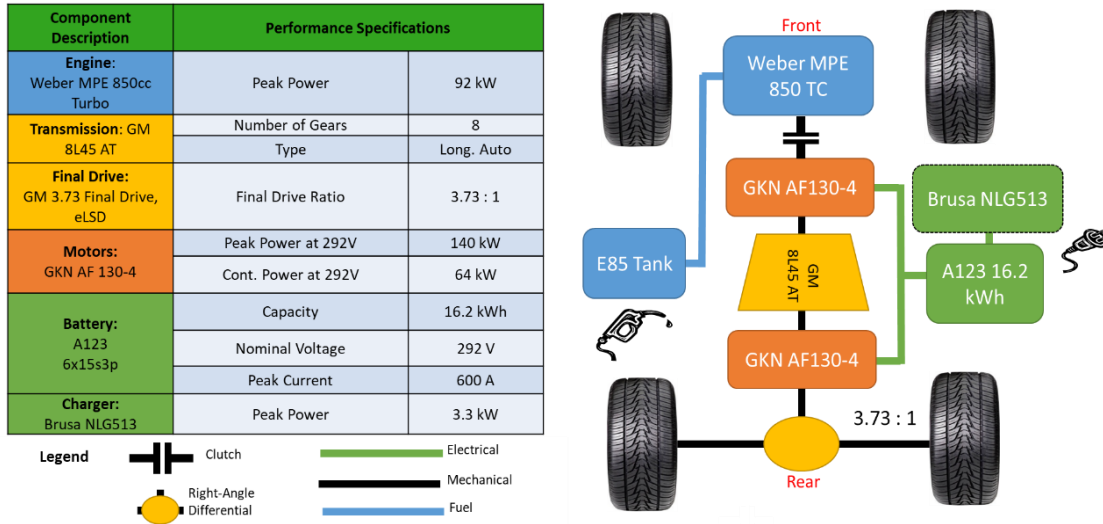 Component
Description
Performance Specifications
Engine:
Weber MPE 850cc
Turbo
Peak Power
92 kW
Transmission: GM
8L45 AT
Number of Gears
8
Type
Long. Auto
Final Drive:
GM 3.73 Final Drive,
eLSD
Final Drive Ratio
3.73 : 1
Motors:
GKN AF 130-4
Peak Power at 292V
140 kW
Cont. Power at 292V
64 kW
Battery:
A123
6x15s3p
Capacity
16.2 kWh
Nominal Voltage
292 V
Peak Current
600 A
Charger:
Brusa NLG513
Peak Power
3.3 kW
Legend
Clutch
Right-Angle
Differential
Electrical
Mechanical
Fuel
Front
Weber MPE
850 TC
GKN AF130-4
Brusa NLG513
E85 Tank
GM
8L45 AT
A123 16.2
kWh
GKN AF130-4
3.73 : 1
Rear